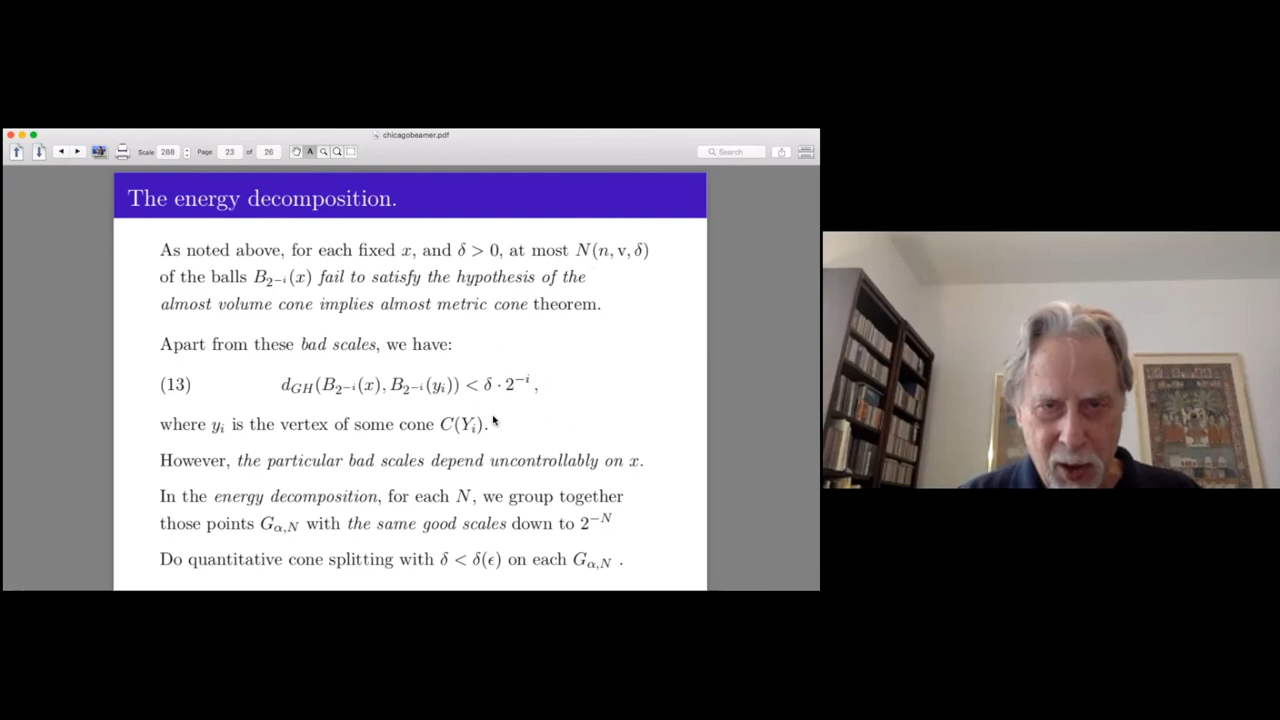 chicagobeamer.pdf
Scale 288 Page 23 of 26 A Search
The energy decomposition.
As noted above, for each fixed x, and δ > 0, at most N(n, v, δ)
of the balls B_{2^{-i}}(x) fail to satisfy the hypothesis of the
almost volume cone implies almost metric cone theorem.
Apart from these bad scales, we have:
(13) d_{GH}(B_{2^{-i}}(x), B_{2^{-i}}(y_i)) < δ · 2^{-i} ,
where y_i is the vertex of some cone C(Y_i).
However, the particular bad scales depend uncontrollably on x.
In the energy decomposition, for each N, we group together
those points G_{α,N} with the same good scales down to 2^{-N}
Do quantitative cone splitting with δ < δ(ϵ) on each G_{α,N} .